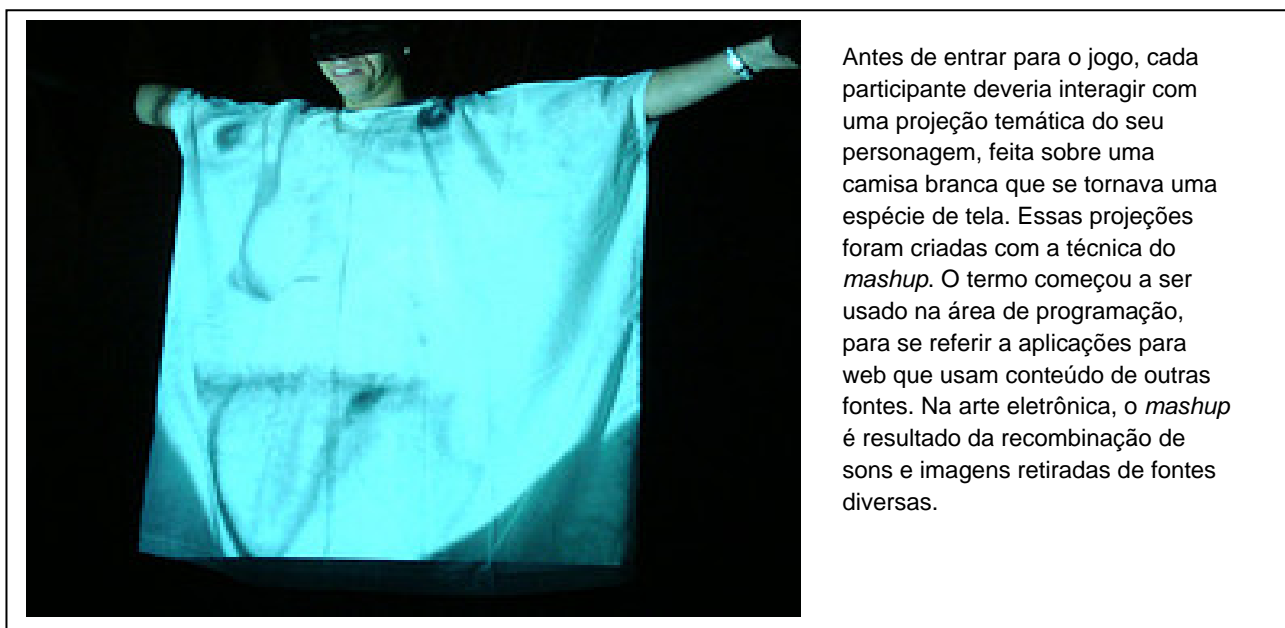 Antes de entrar para o jogo, cada
participante deveria interagir com
uma projeção temática do seu
personagem, feita sobre uma
camisa branca que se tornava uma
espécie de tela. Essas projeções
foram criadas com a técnica do
mashup. O termo começou a ser
usado na área de programação,
para se referir a aplicações para
web que usam conteúdo de outras
fontes. Na arte eletrônica, o mashup
é resultado da recombinação de
sons e imagens retiradas de fontes
diversas.